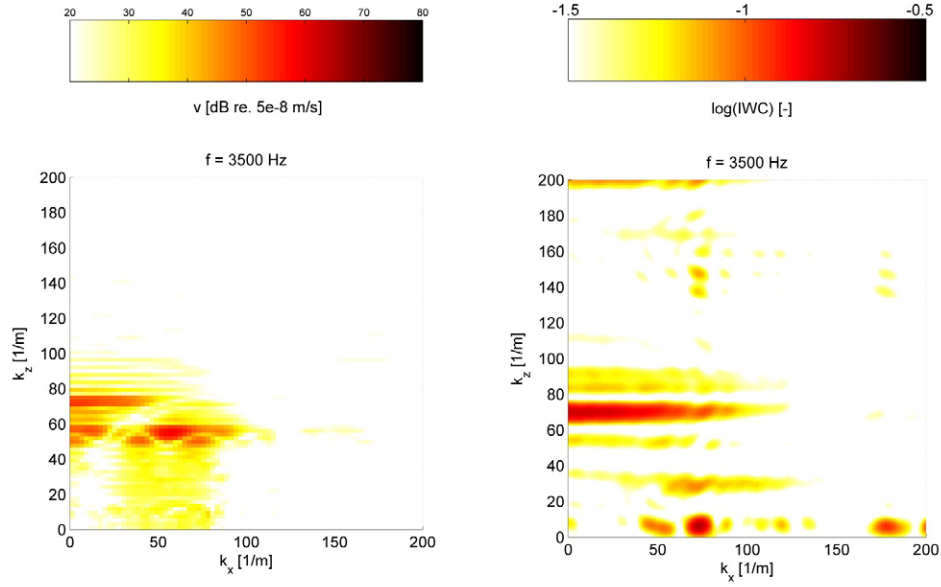 20 30 40 50 60 70 80
v [dB re. 5e-8 m/s]
-1.5 -1 -0.5
log(IWC) [-]
f = 3500 Hz
200
180
160
140
120
100
80
60
40
20
0
k_z [1/m]
0 50 100 150 200
k_x [1/m]
f = 3500 Hz
200
180
160
140
120
100
80
60
40
20
0
k_z [1/m]
0 50 100 150 200
k_x [1/m]